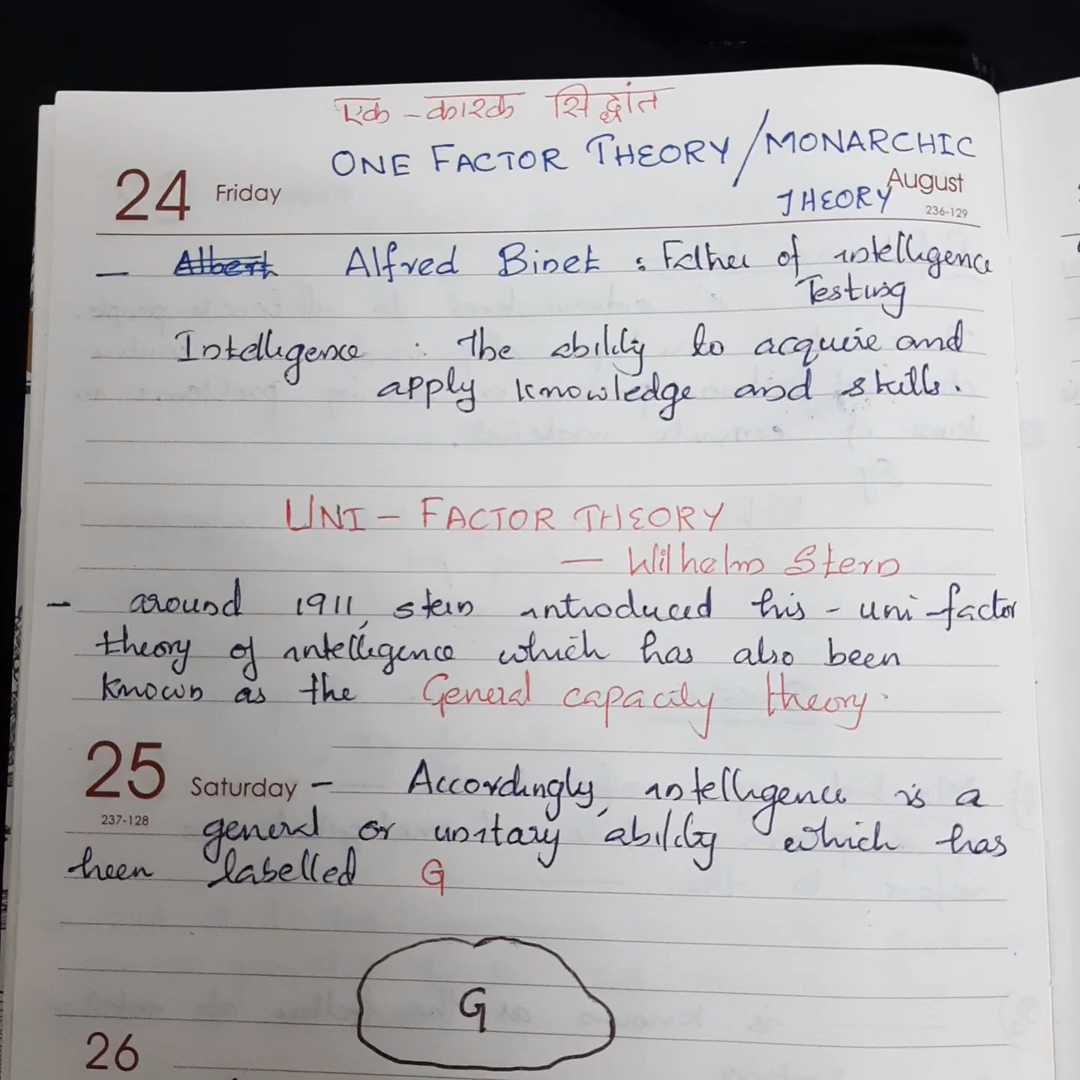 एक - कारक सिद्धांत
ONE FACTOR THEORY / MONARCHIC
24 Friday THEORY August
236-129
- Albert Alfred Binet : Father of intelligence
Testing
Intelligence : The ability to acquire and
apply knowledge and skills.
UNI - FACTOR THEORY
- Wilhelm Stern
- around 1911, stern introduced his - uni-factor
theory of intelligence which has also been
known as the General capacity theory.
25 Saturday - Accordingly, intelligence is a
237-128
general or unitary ability which has
been labelled G
G
26